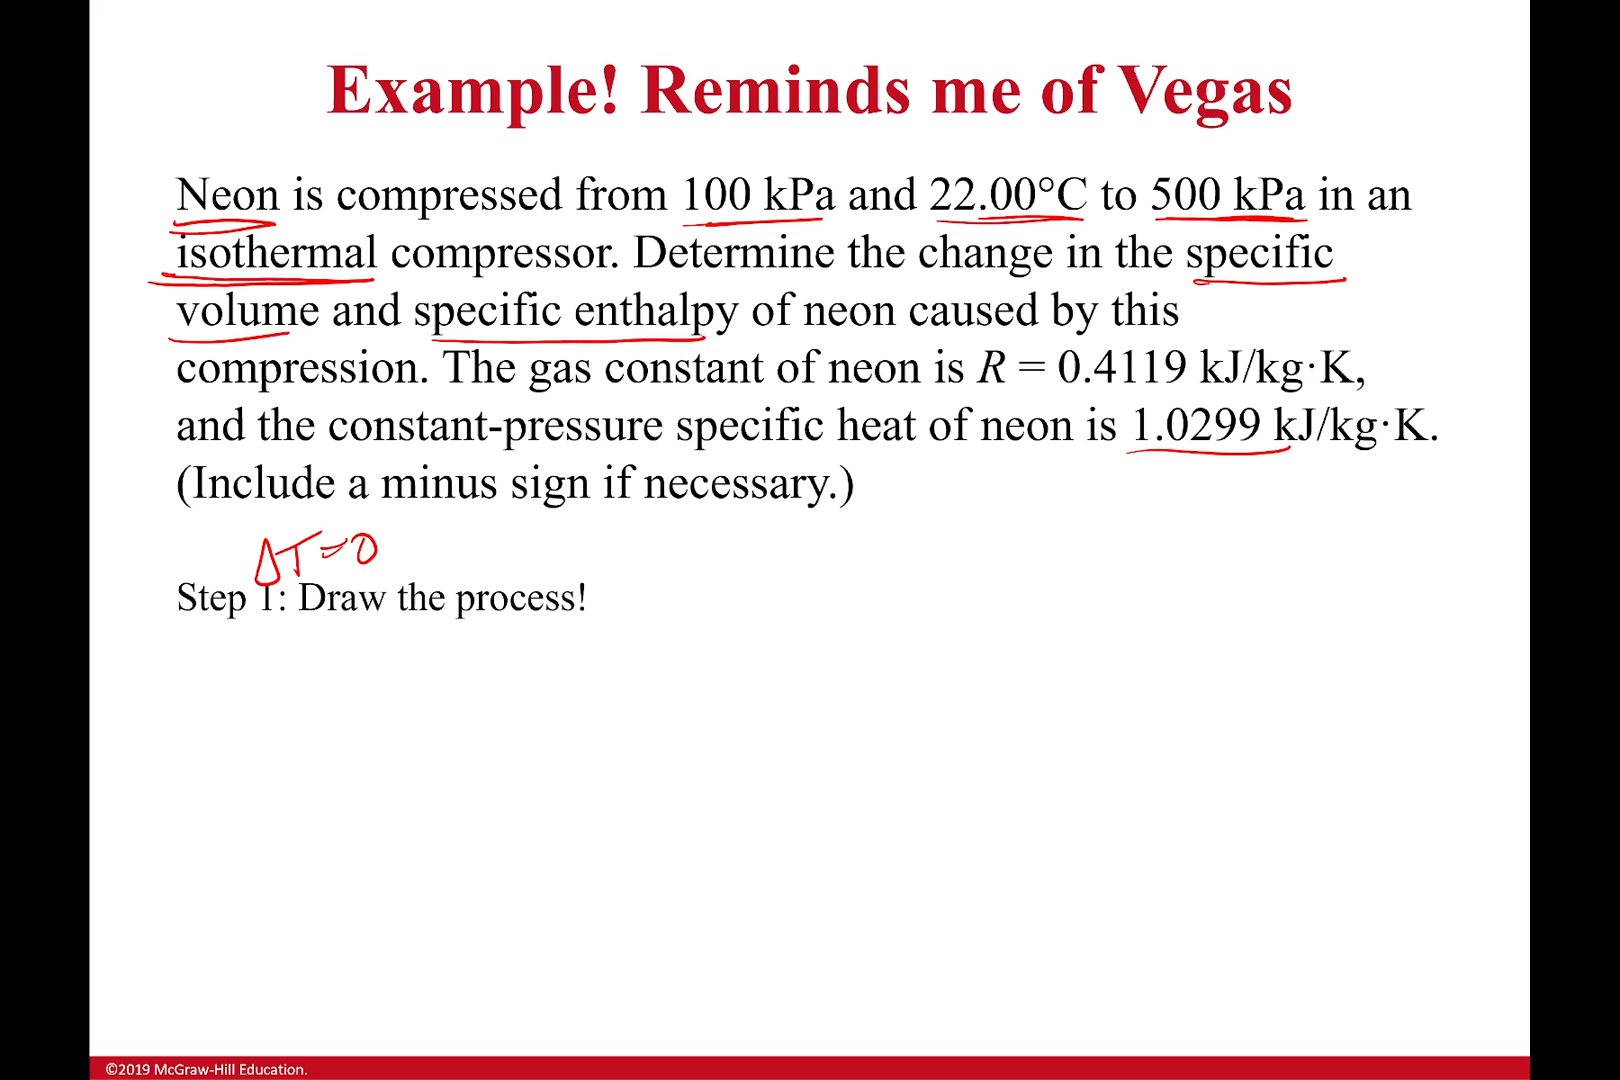 Example! Reminds me of Vegas
Neon is compressed from 100 kPa and 22.00°C to 500 kPa in an
isothermal compressor. Determine the change in the specific
volume and specific enthalpy of neon caused by this
compression. The gas constant of neon is R = 0.4119 kJ/kg·K,
and the constant-pressure specific heat of neon is 1.0299 kJ/kg·K.
(Include a minus sign if necessary.)
ΔT=0
Step 1: Draw the process!
©2019 McGraw-Hill Education.